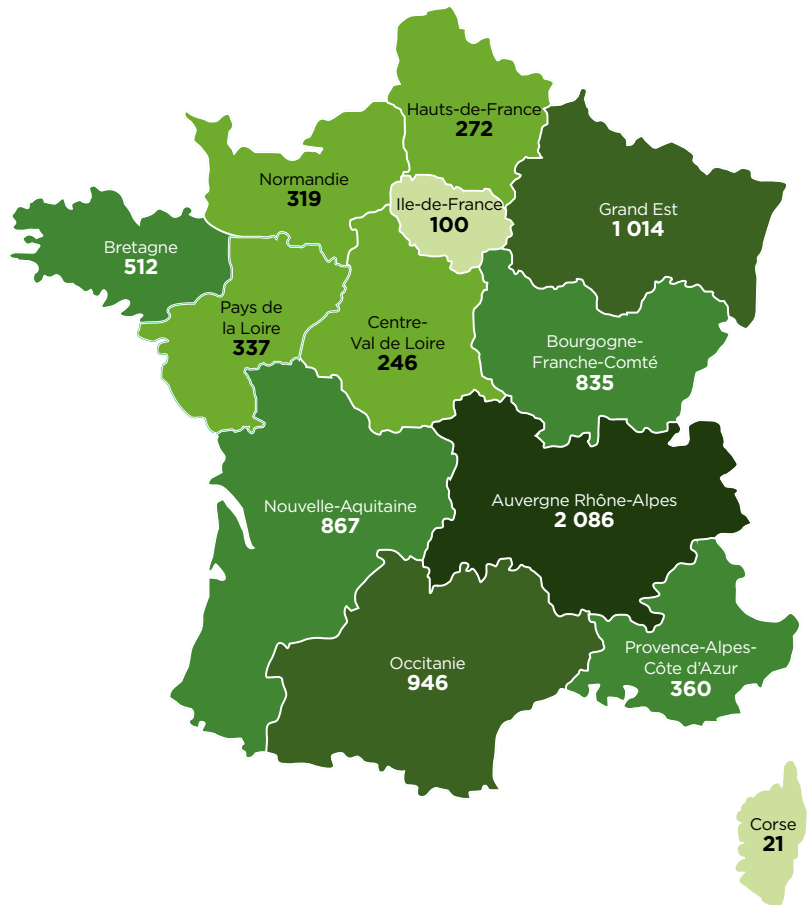 Hauts-de-France
272
Normandie
319
Ile-de-France
100
Grand Est
1 014
Bretagne
512
Pays de
la Loire
337
Centre-
Val de Loire
246
Bourgogne-
Franche-Comté
835
Nouvelle-Aquitaine
867
Auvergne Rhône-Alpes
2 086
Occitanie
946
Provence-Alpes-
Côte d’Azur
360
Corse
21